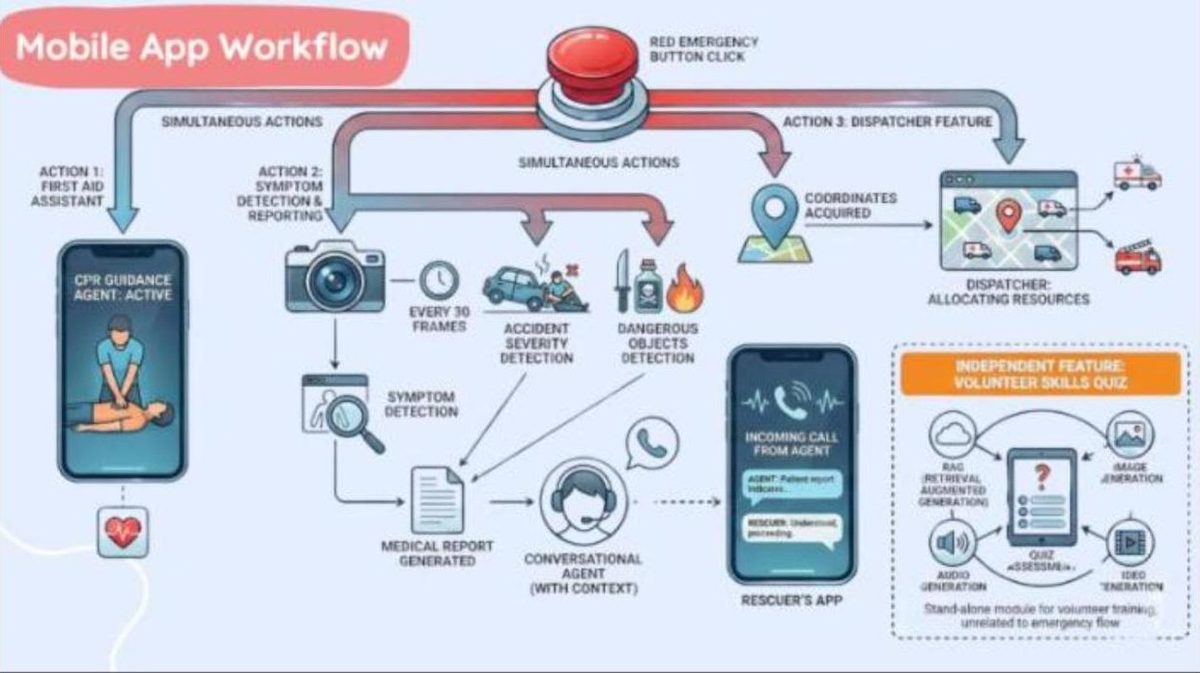 Mobile App Workflow
RED EMERGENCY
BUTTON CLICK
SIMULTANEOUS ACTIONS
SIMULTANEOUS ACTIONS
ACTION 3: DISPATCHER FEATURE
ACTION 1:
FIRST AID
ASSISTANT
ACTION 2:
SYMPTOM
DETECTION &
REPORTING
COORDINATES
ACQUIRED
CPR GUIDANCE
AGENT: ACTIVE
EVERY 30
FRAMES
ACCIDENT
SEVERITY
DETECTION
DANGEROUS
OBJECTS
DETECTION
DISPATCHER:
ALLOCATING RESOURCES
SYMPTOM
DETECTION
MEDICAL REPORT
GENERATED
CONVERSATIONAL
AGENT
(WITH CONTEXT)
INCOMING CALL
FROM AGENT
AGENT: Patient report
indicates...
RESCUER: Understood,
proceeding.
RESCUER'S APP
INDEPENDENT FEATURE:
VOLUNTEER SKILLS QUIZ
RAG
(RETRIEVAL
AUGMENTED
GENERATION)
IMAGE
ENERATION
?
QUIZ
ASSESSMEN
AUDIO
GENERATION
IDEO
ENERATION
Stand-alone module for volunteer training,
unrelated to emergency flow